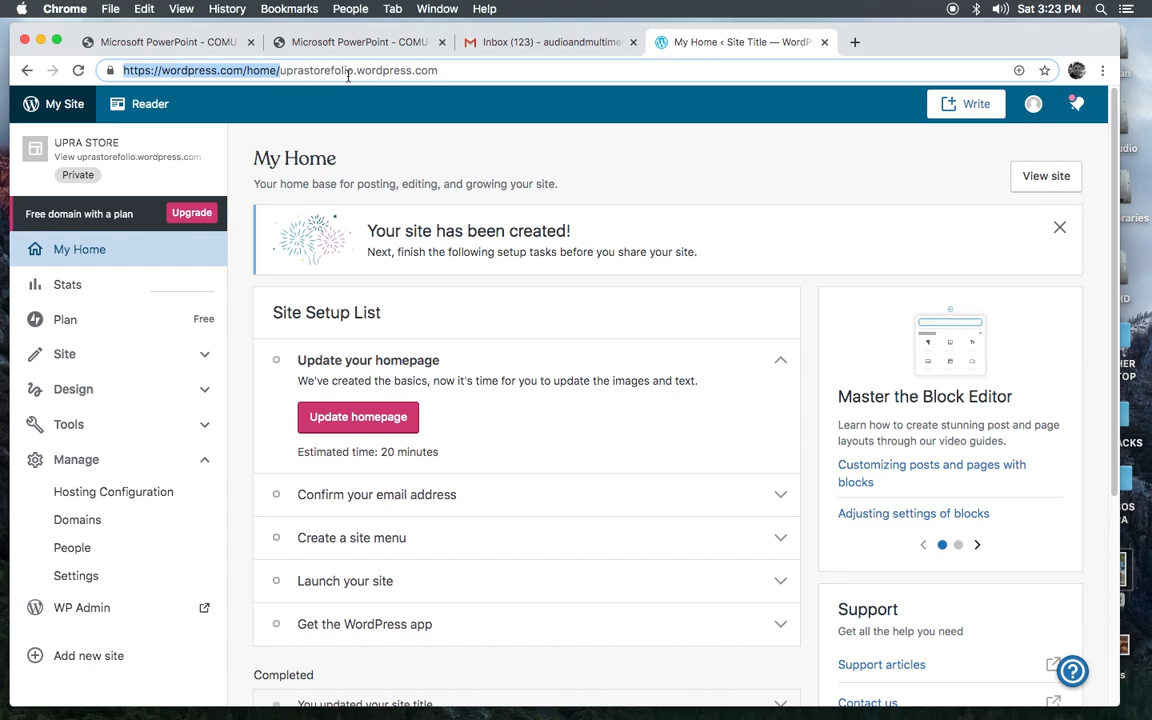 Chrome File Edit View History Bookmarks People Tab Window Help Sat 3:23 PM
Microsoft PowerPoint - COMU Microsoft PowerPoint - COMU Inbox (123) - audioandmultime My Home ‹ Site Title — WordP
https://wordpress.com/home/uprastorefolio.wordpress.com
My Site Reader Write
UPRA STORE
View uprastorefolio.wordpress.com
Private
Free domain with a plan Upgrade
My Home
Stats
Plan Free
Site
Design
Tools
Manage
Hosting Configuration
Domains
People
Settings
WP Admin
Add new site
My Home
Your home base for posting, editing, and growing your site.
View site
Your site has been created!
Next, finish the following setup tasks before you share your site.
Site Setup List
Update your homepage
We've created the basics, now it's time for you to update the images and text.
Update homepage
Estimated time: 20 minutes
Confirm your email address
Create a site menu
Launch your site
Get the WordPress app
Completed
You updated your site title
Master the Block Editor
Learn how to create stunning post and page
layouts through our video guides.
Customizing posts and pages with
blocks
Adjusting settings of blocks
Support
Get all the help you need
Support articles
Contact us